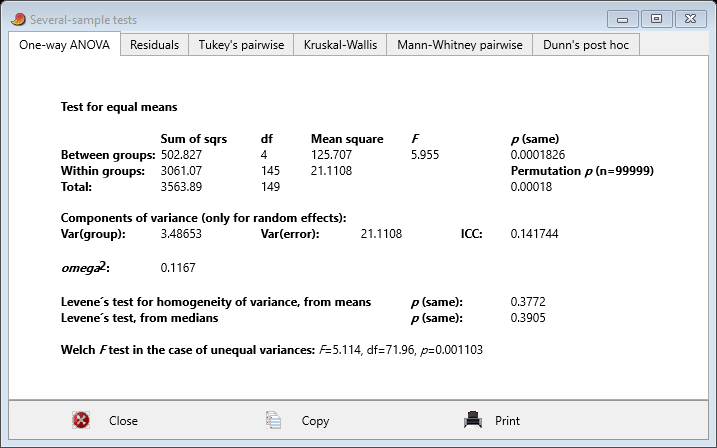 Several-sample tests
One-way ANOVA Residuals Tukey's pairwise Kruskal-Wallis Mann-Whitney pairwise Dunn's post hoc
Test for equal means
Sum of sqrs df Mean square F p (same)
Between groups: 502.827 4 125.707 5.955 0.0001826
Within groups: 3061.07 145 21.1108 Permutation p (n=99999)
Total: 3563.89 149 0.00018
Components of variance (only for random effects):
Var(group): 3.48653 Var(error): 21.1108 ICC: 0.141744
omega2: 0.1167
Levene´s test for homogeneity of variance, from means p (same): 0.3772
Levene´s test, from medians p (same): 0.3905
Welch F test in the case of unequal variances: F=5.114, df=71.96, p=0.001103
Close Copy Print